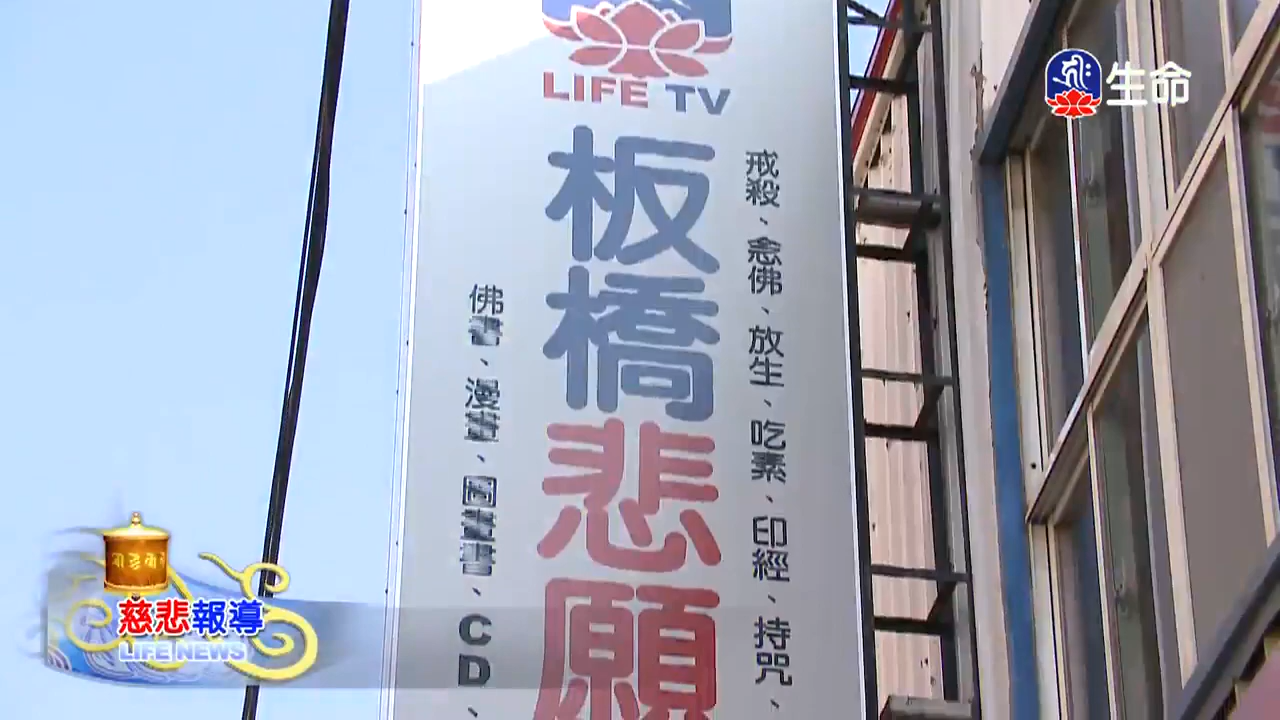 生命
LIFE TV
板橋悲願
戒殺、念佛、放生、吃素、印經、持咒、
佛書、漫畫、圖畫書、CD、
慈悲報導
LIFE NEWS